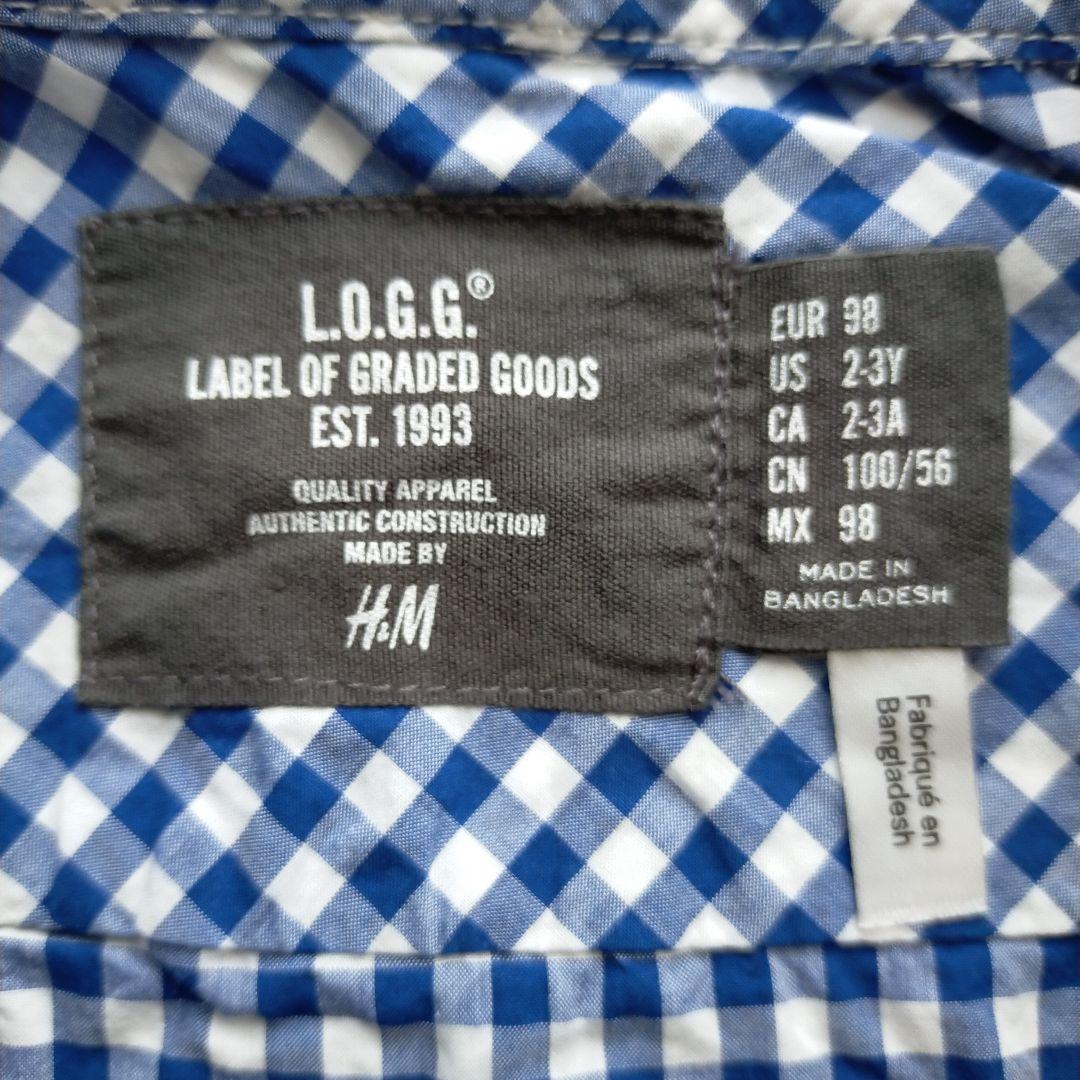 L.O.G.G.®
LABEL OF GRADED GOODS
EST. 1993
QUALITY APPAREL
AUTHENTIC CONSTRUCTION
MADE BY
H&M
EUR 98
US 2-3Y
CA 2-3A
CN 100/56
MX 98
MADE IN
BANGLADESH
Fabriqué en
Bangladesh